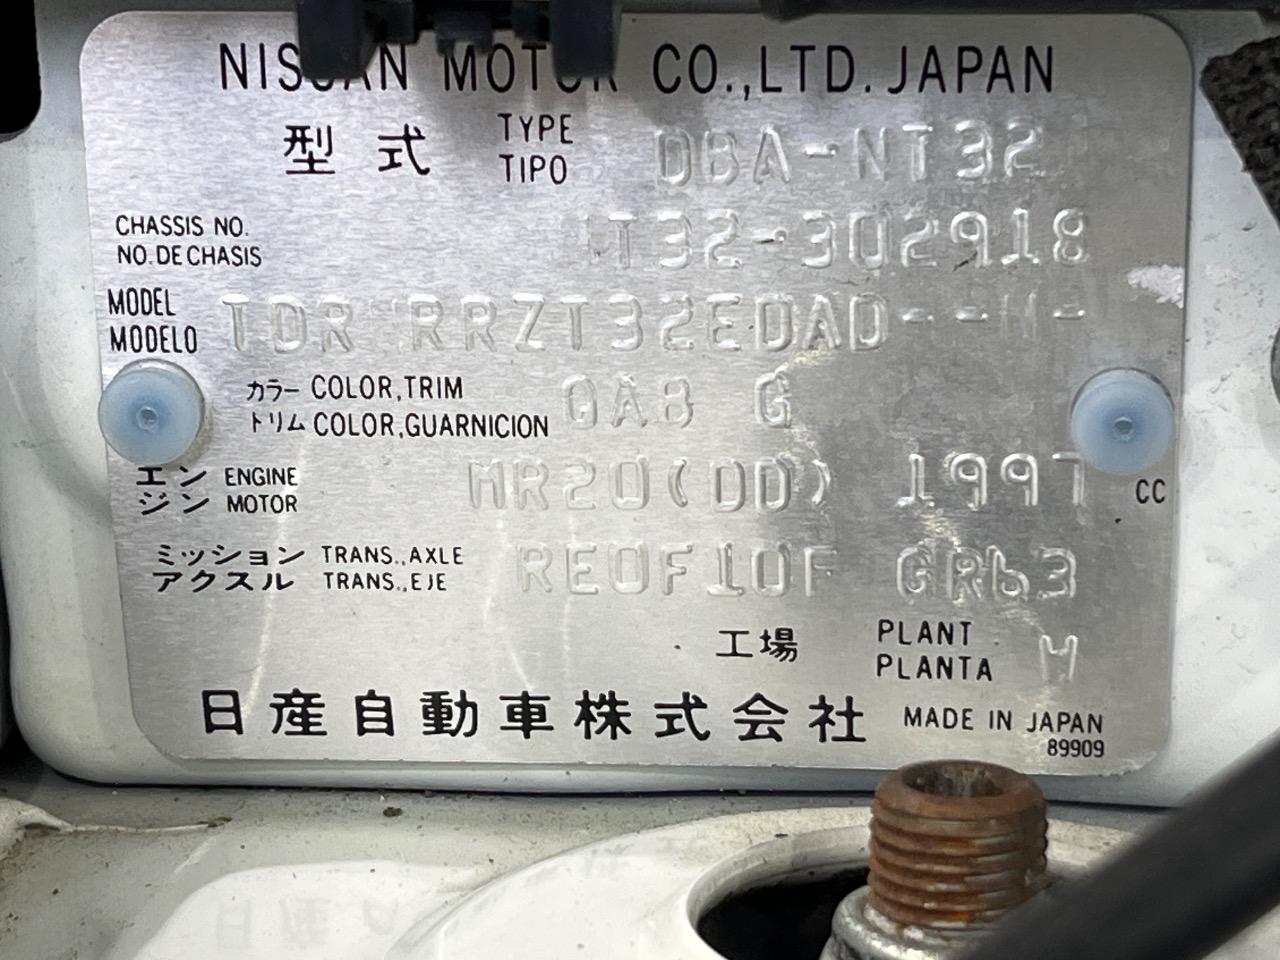 NISSAN MOTOR CO.,LTD. JAPAN
型式 TYPE TIPO DBA-NT32
CHASSIS NO. NO. DE CHASIS NT32-302918
MODEL MODELO TDRNRRZT32EDAD---N-
カラー COLOR,TRIM
トリム COLOR,GUARNICION QA8 G
エンジン ENGINE MOTOR MR20(DD) 1997 CC
ミッション TRANS.,AXLE
アクスル TRANS.,EJE RE0F10F GR63
工場 PLANT PLANTA M
日産自動車株式会社 MADE IN JAPAN
89909